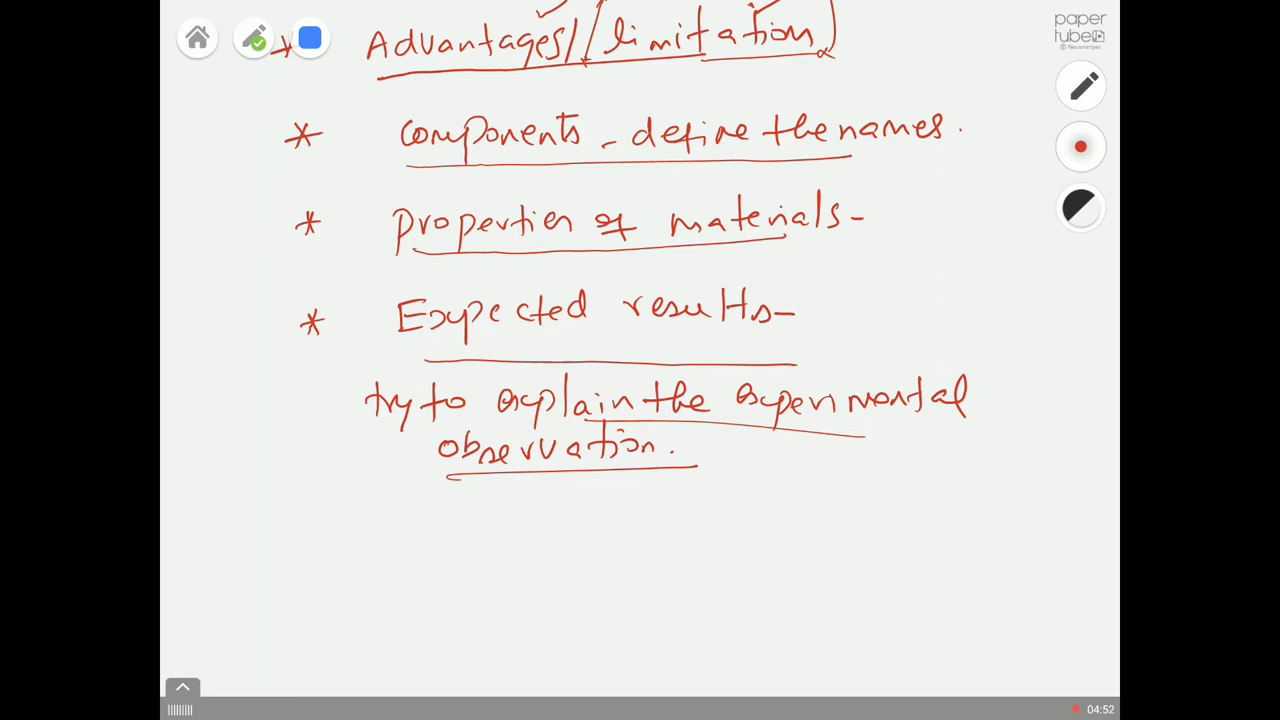 paper
tube
* Advantages/(limitation)
* components - define the names.
* properties of materials -
* Expected results -
try to explain the experimental
observation.
04:52